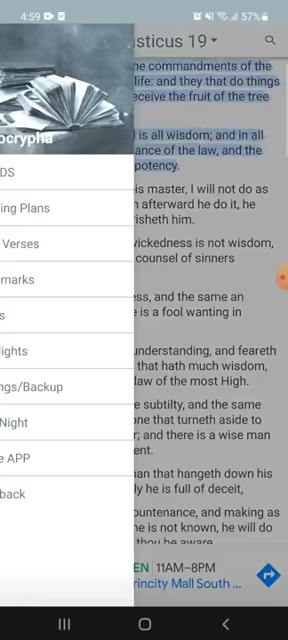 4:59
57%
ocrypha
DS
ing Plans
Verses
marks
s
ights
ngs/Backup
Night
e APP
back
sticus 19
he commandments of the
life: and they that do things
eceive the fruit of the tree
l is all wisdom; and in all
ance of the law, and the
potency.
is master, I will not do as
h afterward he do it, he
risheth him.
vickedness is not wisdom,
counsel of sinners
ess, and the same an
e is a fool wanting in
understanding, and feareth
that hath much wisdom,
law of the most High.
e subtilty, and the same
one that turneth aside to
r; and there is a wise man
ent.
nan that hangeth down his
ly he is full of deceit,
ountenance, and making as
he is not known, he will do
thou be aware
EN 11AM–8PM
rincity Mall South ...